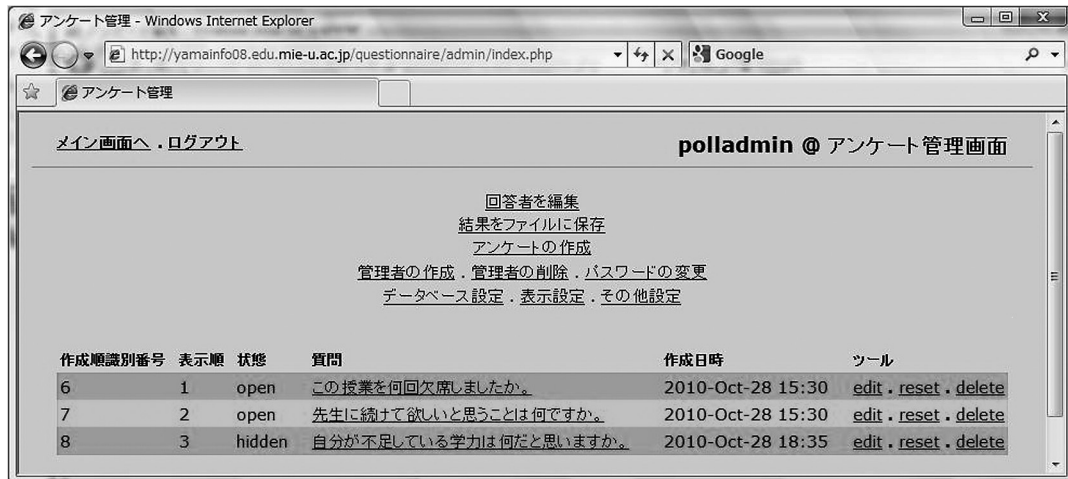 アンケート管理 - Windows Internet Explorer
http://yamainfo08.edu.mie-u.ac.jp/questionnaire/admin/index.php Google
アンケート管理
メイン画面へ . ログアウト polladmin @ アンケート管理画面
回答者を編集
結果をファイルに保存
アンケートの作成
管理者の作成 . 管理者の削除 . パスワードの変更
データベース設定 . 表示設定 . その他設定
作成順識別番号 表示順 状態 質問 作成日時 ツール
6 1 open この授業を何回欠席しましたか。 2010-Oct-28 15:30 edit . reset . delete
7 2 open 先生に続けて欲しいと思うことは何ですか。 2010-Oct-28 15:30 edit . reset . delete
8 3 hidden 自分が不足している学力は何だと思いますか。 2010-Oct-28 18:35 edit . reset . delete